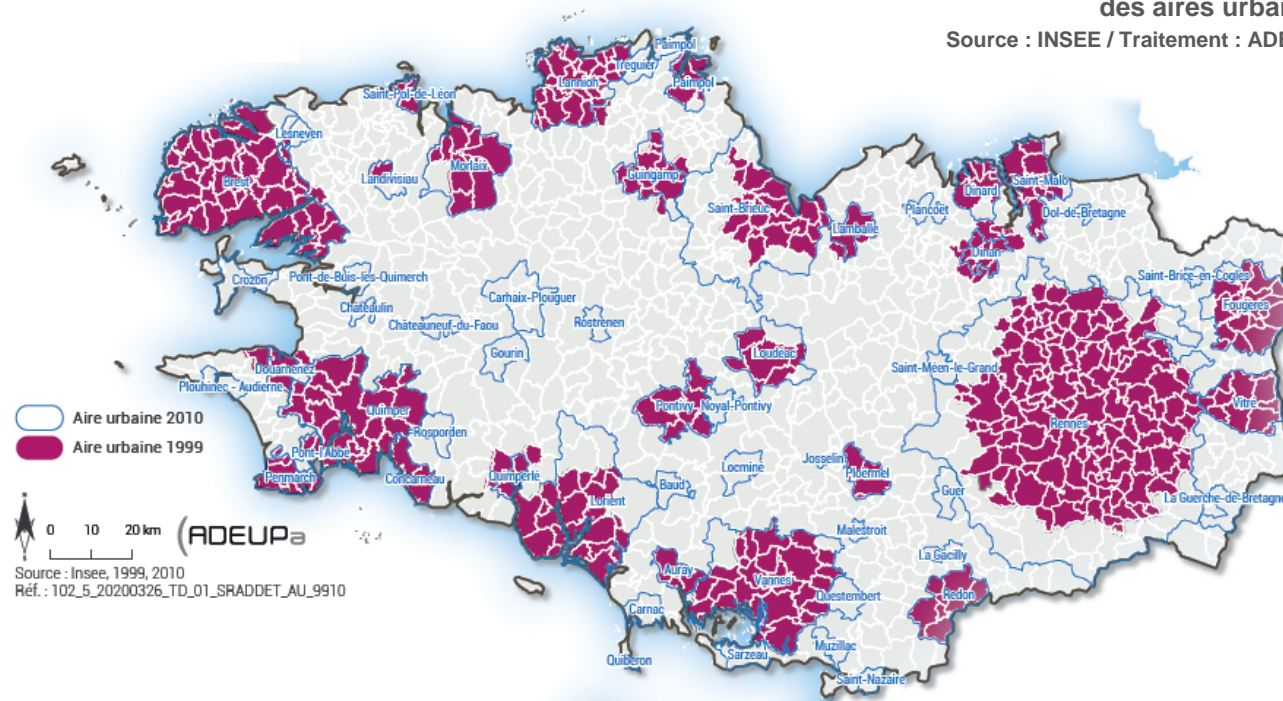 des aires urbai
Source : INSEE / Traitement : ADE
Paimpol
Tréguier
Lannion
Paimpol
Saint-Pol-de-Léon
Lesneven
Morlaix
Guingamp
Landivisiau
Brest
Dinard
Saint-Malo
Saint-Brieuc
Plancoët
Dol-de-Bretagne
Lamballe
Dinan
Crozon
Pont-de-Buis-lès-Quimerch
Saint-Brice-en-Coglès
Carhaix-Plouguer
Fougères
Châteaulin
Châteauneuf-du-Faou
Rostrenen
Gourin
Loudéac
Douarnenez
Saint-Méen-le-Grand
Plouhinec - Audierne
Vitré
Quimper
Pontivy
Noyal-Pontivy
Aire urbaine 2010
Rennes
Rosporden
Aire urbaine 1999
Pont-l'Abbé
Josselin
Locminé
Ploërmel
Penmarch
Concarneau
Quimperlé
Baud
Guer
Lorient
La Guerche-de-Bretagne
0 10 20 km
ADEUPa
Malestroit
La Gacilly
Auray
Source : Insee, 1999, 2010
Vannes
Réf. : 102_5_20200326_TD_01_SRADDET_AU_9910
Redon
Questembert
Carnac
Muzillac
Sarzeau
Quiberon
Saint-Nazaire